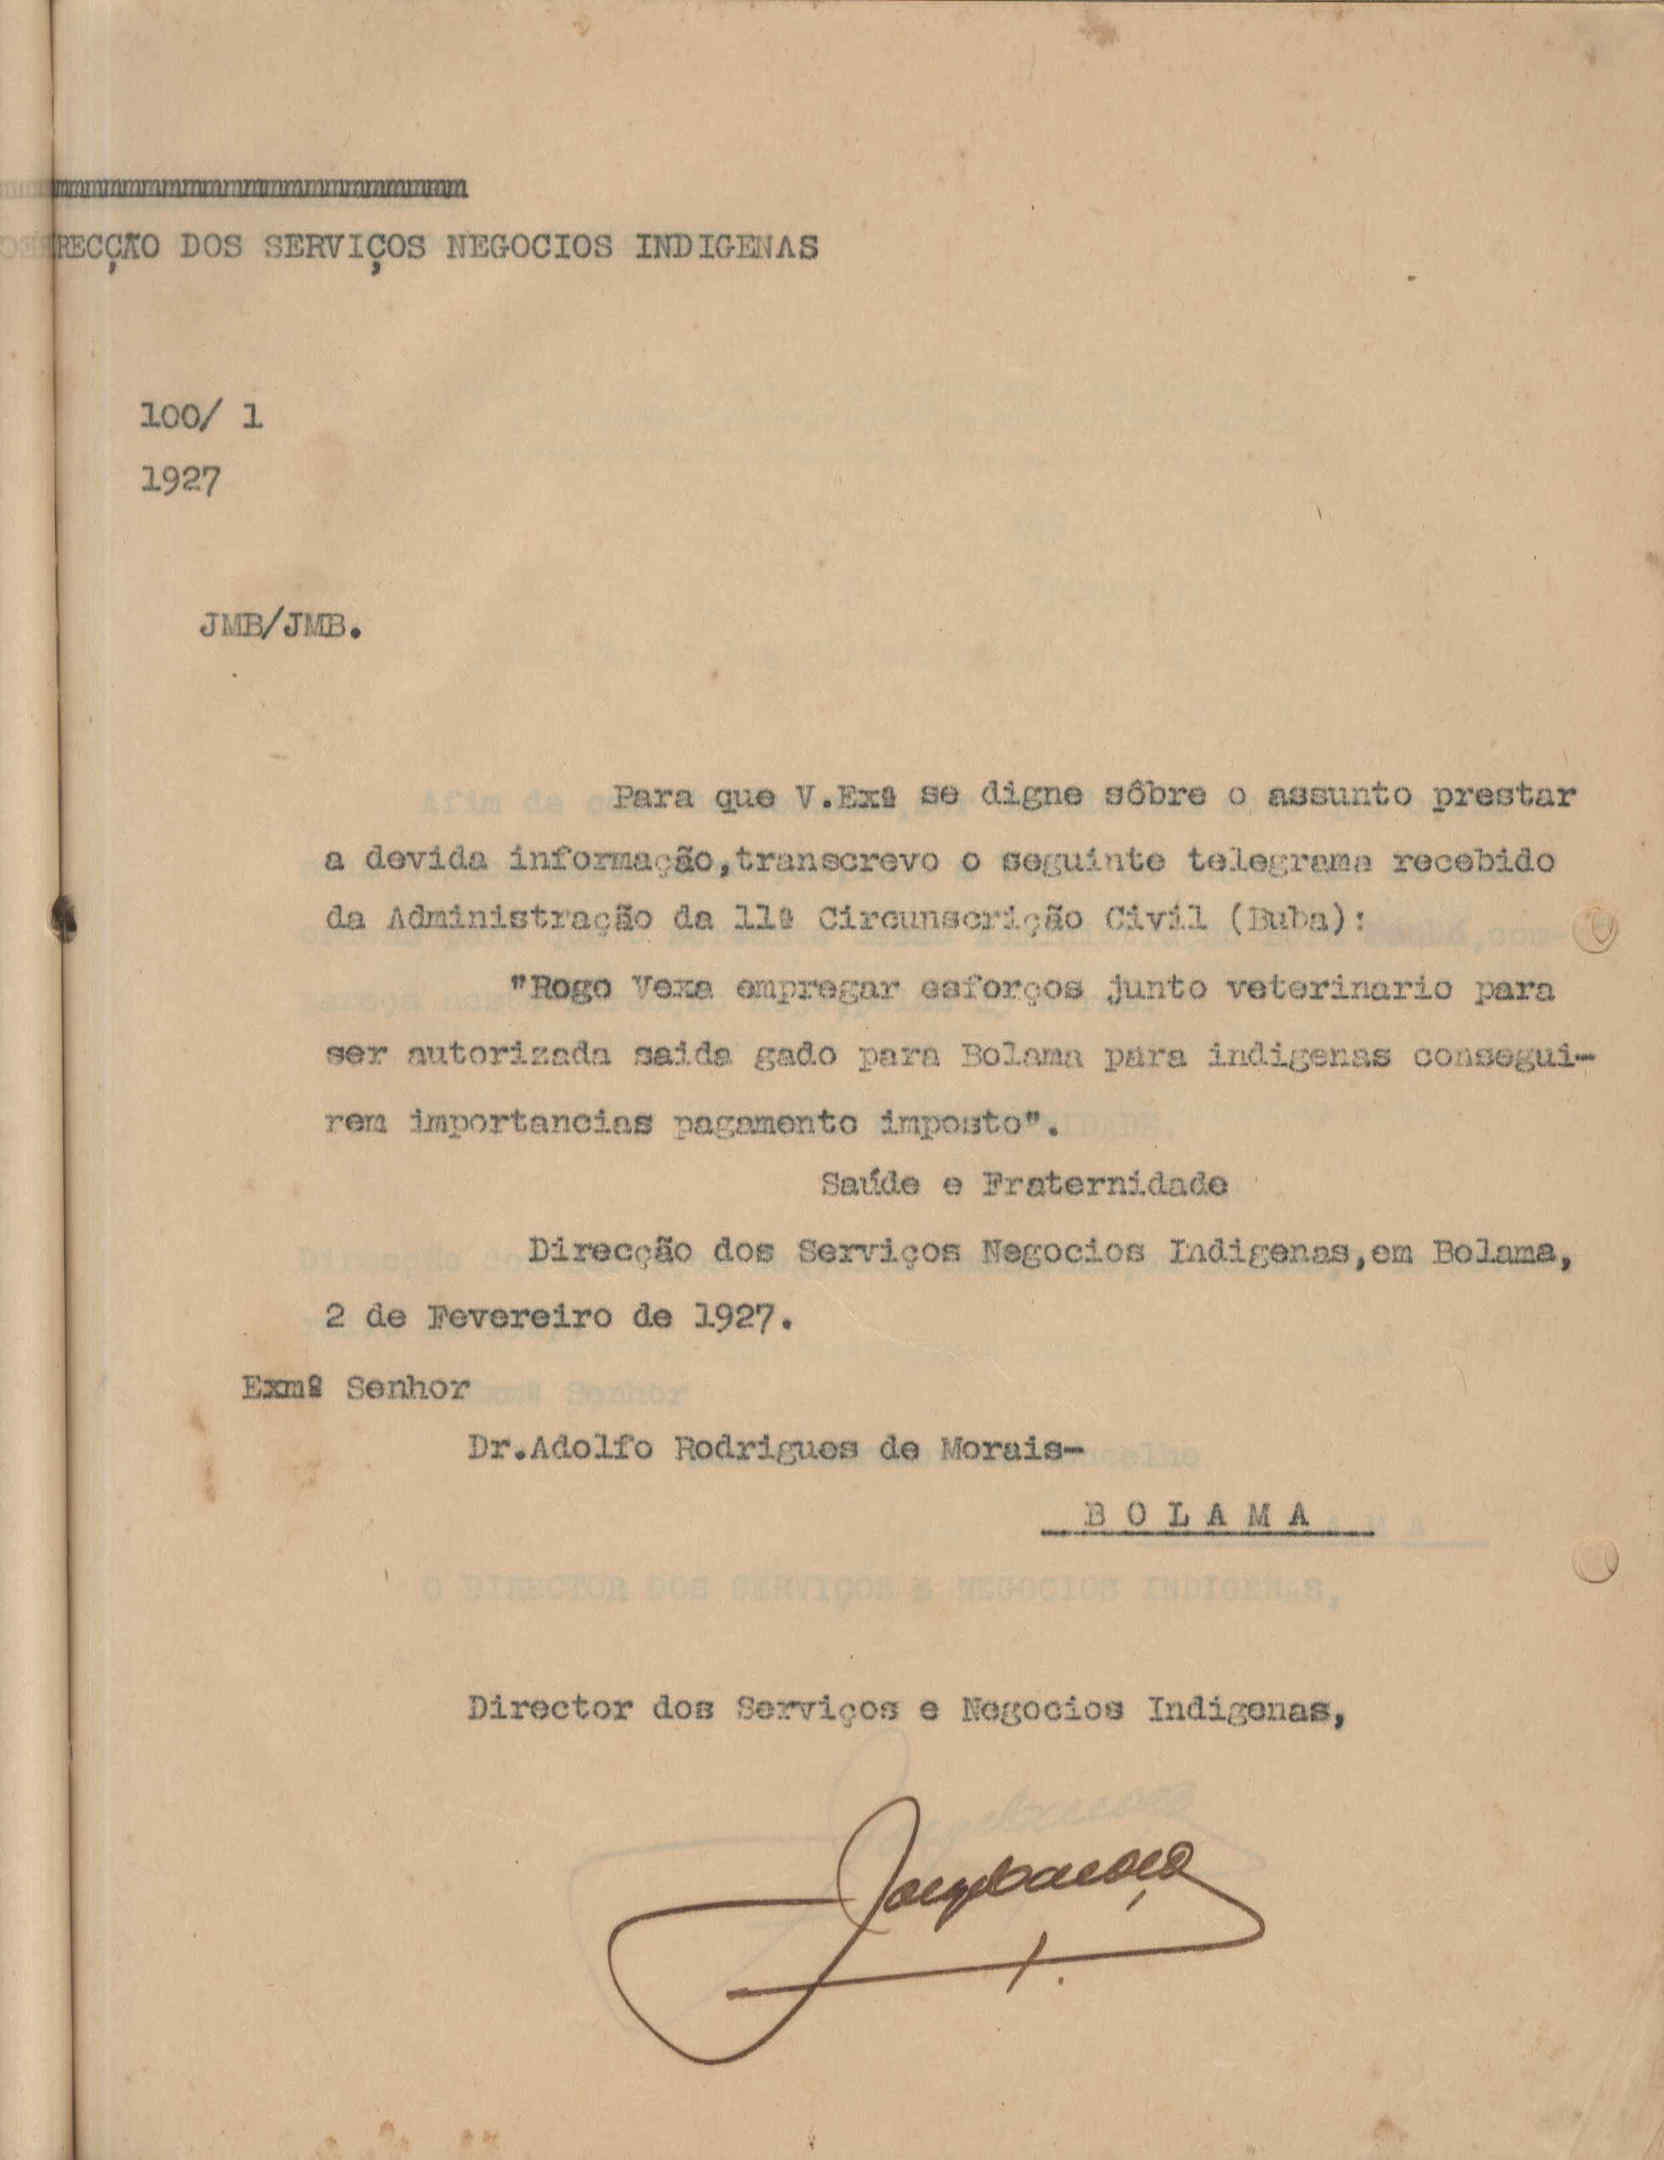 RECÇÃO DOS SERVIÇOS NEGOCIOS INDIGENAS
100/ 1
1927
JMB/JMB.
Para que V.Exª se digne sôbre o assunto prestar
a devida informação,transcrevo o seguinte telegrama recebido
da Administração da 11ª Circunscrição Civil (Buba):
"Rogo Vexa empregar esforços junto veterinario para
ser autorizada saida gado para Bolama para indigenas consegui-
rem importancias pagamento imposto".
Saúde e Fraternidade
Direcção dos Serviços Negocios Indigenas,em Bolama,
2 de Fevereiro de 1927.
Exmº Senhor
Dr.Adolfo Rodrigues de Morais-
B O L A M A
Director dos Serviços e Negocios Indigenas,